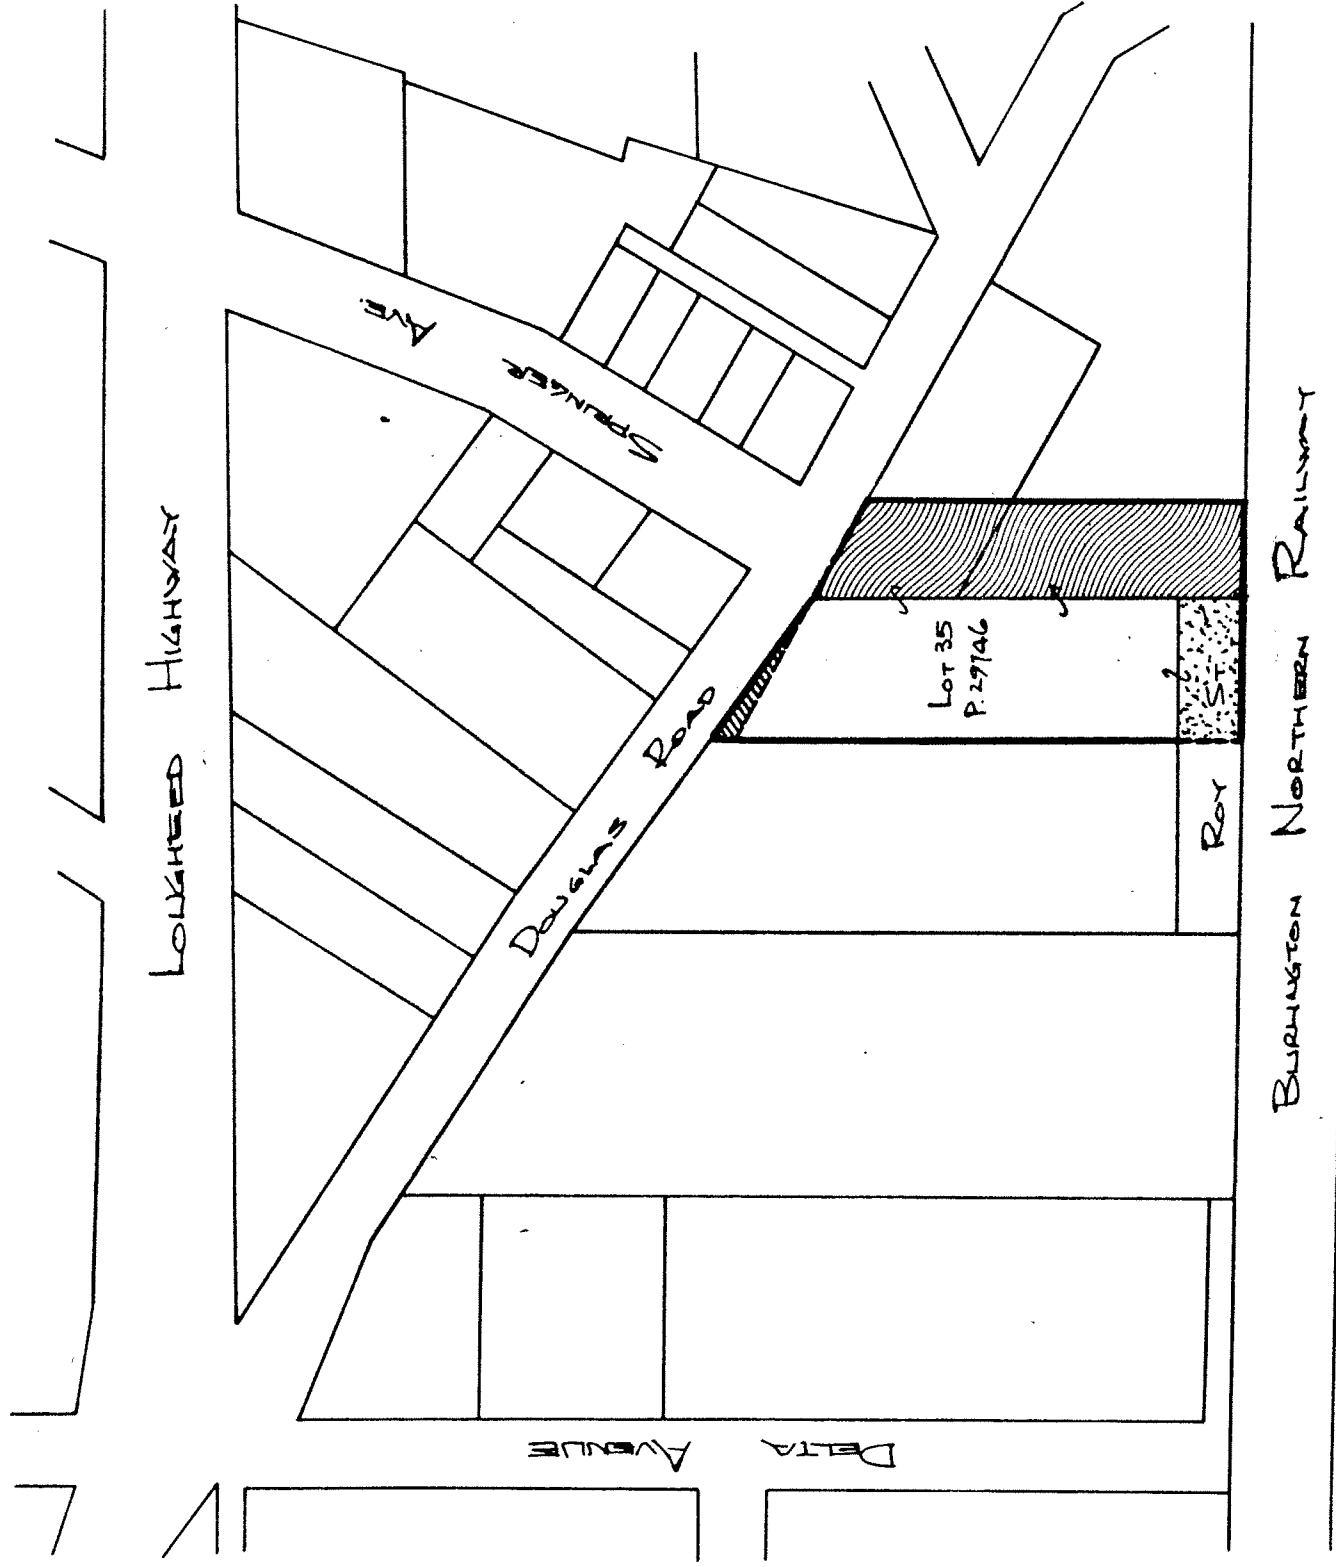 LOUGHEED HIGHWAY
SPRINGER AVE.
DOUGLAS ROAD
LOT 35
P. 29746
ROY ST.
BURLINGTON NORTHERN RAILWAY
DELTA AVENUE